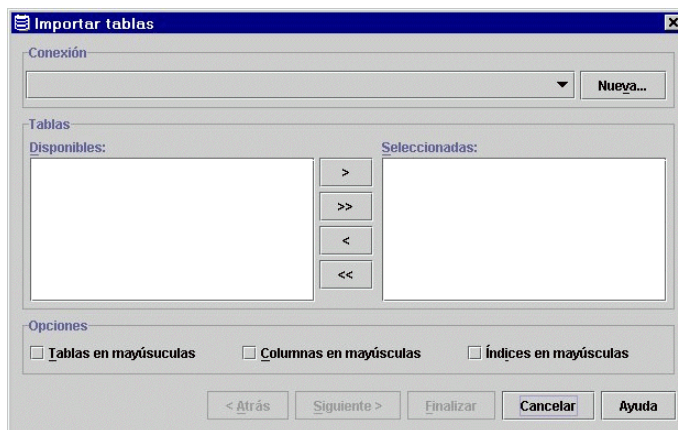 Importar tablas
Conexión
Nueva...
Tablas
Disponibles:
Seleccionadas:
>
>>
<
<<
Opciones
Tablas en mayúsuculas
Columnas en mayúsculas
Índices en mayúsculas
< Atrás
Siguiente >
Finalizar
Cancelar
Ayuda